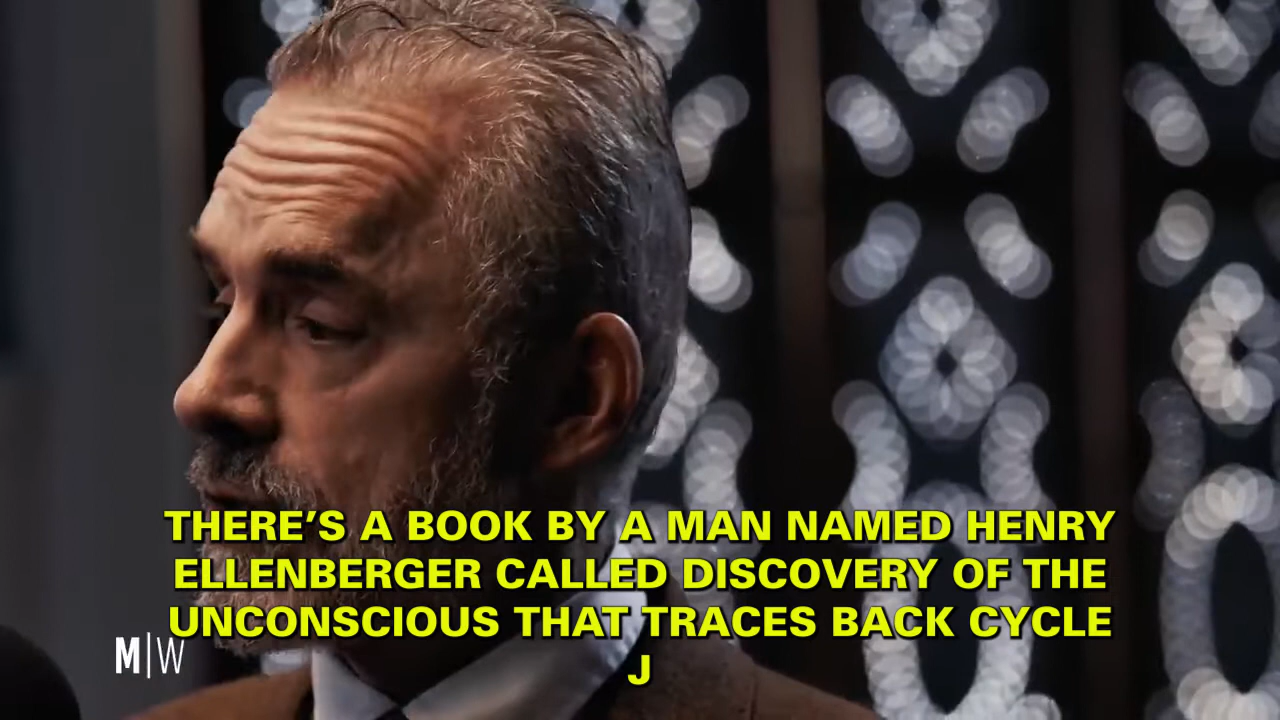 THERE'S A BOOK BY A MAN NAMED HENRY
ELLENBERGER CALLED DISCOVERY OF THE
UNCONSCIOUS THAT TRACES BACK CYCLE
J
M|W